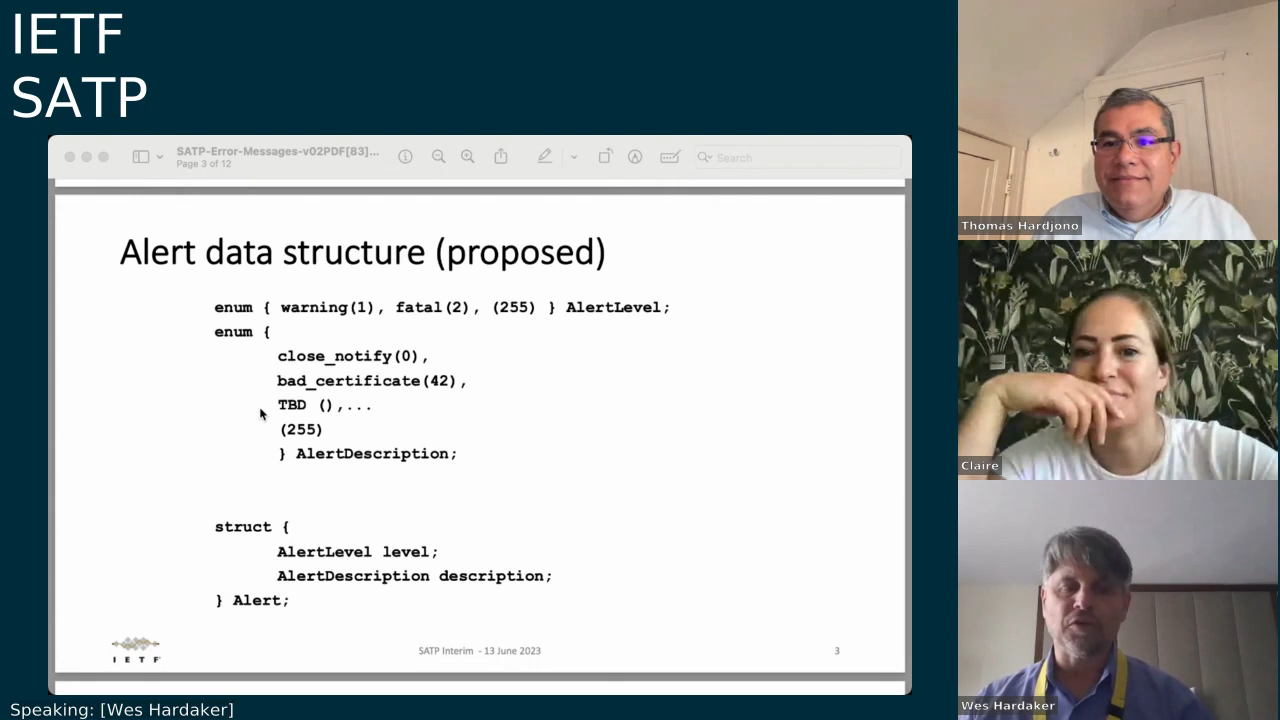 IETF
SATP
SATP-Error-Messages-v02PDF[83]...
Page 3 of 12
Search
Alert data structure (proposed)
enum { warning(1), fatal(2), (255) } AlertLevel;
enum {
close_notify(0),
bad_certificate(42),
TBD (),...
(255)
} AlertDescription;
struct {
AlertLevel level;
AlertDescription description;
} Alert;
I E T F
SATP Interim - 13 June 2023
3
Thomas Hardjono
Claire
Wes Hardaker
Speaking: [Wes Hardaker]